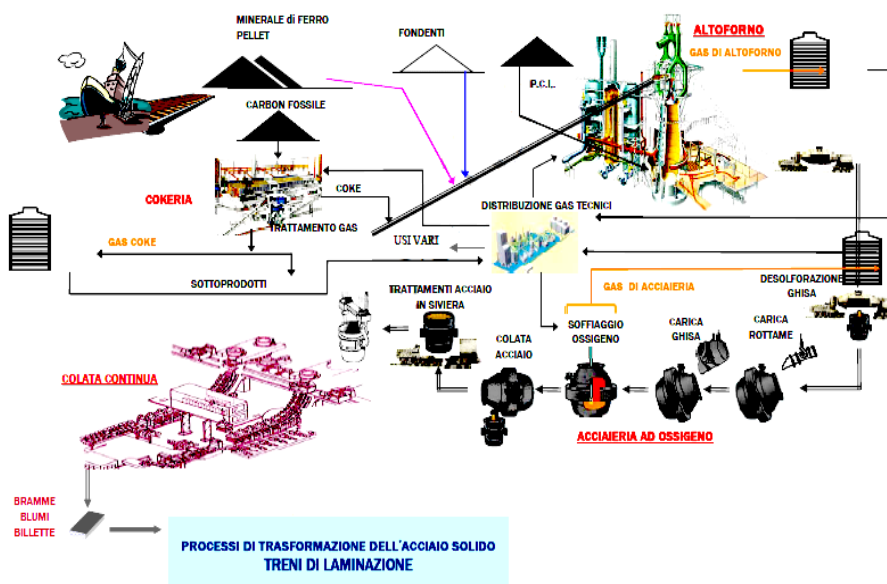 MINERALE di FERRO
PELLET
FONDENTI
ALTOFORNO
GAS DI ALTOFORNO
P.C.I..
CARBON FOSSILE
COKERIA
COKE
DISTRIBUZIONE GAS TECNICI
TRATTAMENTO GAS
USI VARI
GAS COKE
SOTTOPRODOTTI
TRATTAMENTI ACCIAIO
IN SIVIERA
GAS DI ACCIAIERIA
DESOLFORAZIONE
GHISA
COLATA
ACCIAIO
SOFFIAGGIO
OSSIGENO
CARICA
GHISA
CARICA
ROTTAME
COLATA CONTINUA
ACCIAIERIA AD OSSIGENO
BRAMME
BLUMI
BILLETTE
PROCESSI DI TRASFORMAZIONE DELL'ACCIAIO SOLIDO
TRENI DI LAMINAZIONE